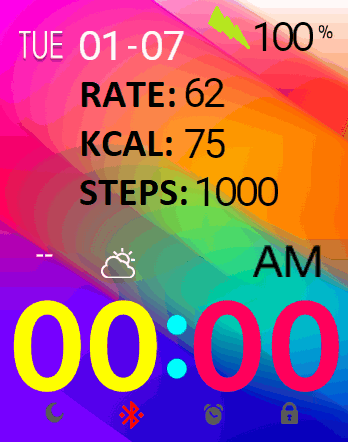 TUE 01-07 100%
RATE: 62
KCAL: 75
STEPS: 1000
-- AM
00:00